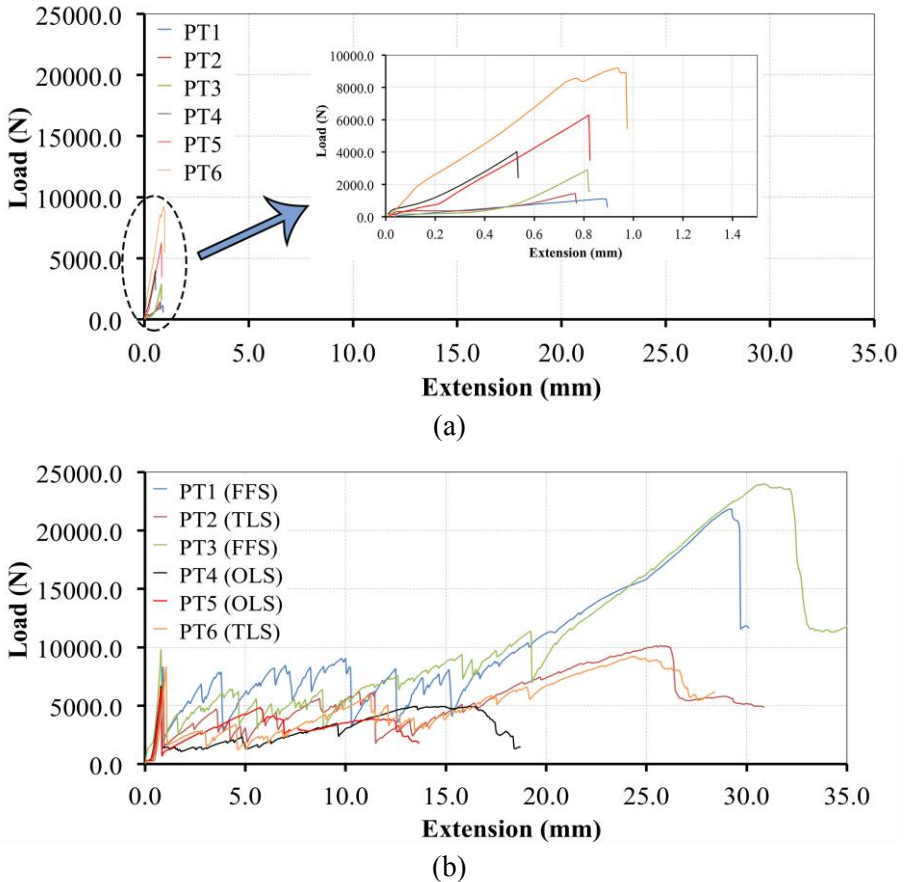 25000.0
20000.0
15000.0
10000.0
5000.0
0.0
Load (N)
PT1
PT2
PT3
PT4
PT5
PT6
10000.0
8000.0
6000.0
4000.0
2000.0
0.0
Load (N)
0.0 0.2 0.4 0.6 0.8 1.0 1.2 1.4
Extension (mm)
0.0 5.0 10.0 15.0 20.0 25.0 30.0 35.0
Extension (mm)
(a)
25000.0
20000.0
15000.0
10000.0
5000.0
0.0
Load (N)
PT1 (FFS)
PT2 (TLS)
PT3 (FFS)
PT4 (OLS)
PT5 (OLS)
PT6 (TLS)
0.0 5.0 10.0 15.0 20.0 25.0 30.0 35.0
Extension (mm)
(b)